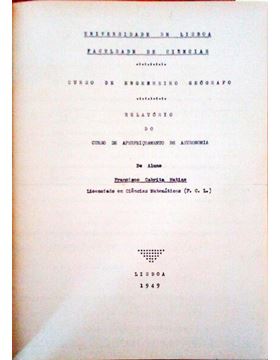 UNIVERSIDADE DE LISBOA
FACULDADE DE CIÊNCIAS
CURSO DE ENGENHEIRO GEÓGRAFO
RELATÓRIO
DO
CURSO DE APERFEIÇOAMENTO DE ASTRONOMIA
Do Aluno
Francisco Cabrita Matias
Licenciado em Ciências Matemáticas (F. C. L.)
LISBOA
1949